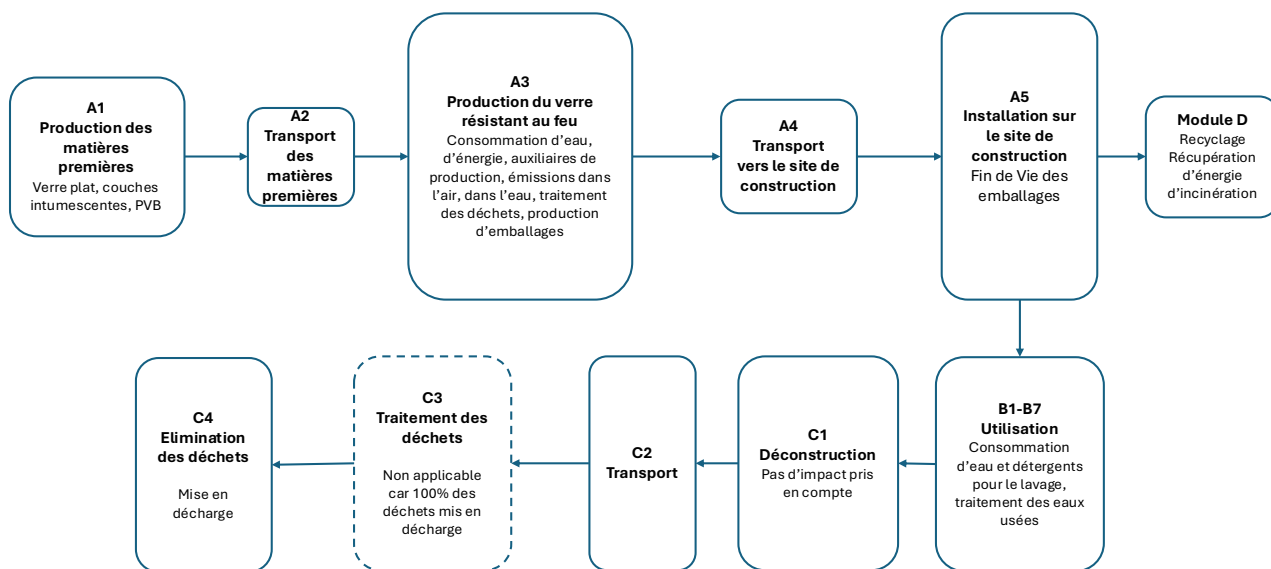 A1
Production des
matières
premières
Verre plat, couches
intumescentes, PVB
A2
Transport
des
matières
premières
A3
Production du verre
résistant au feu
Consommation d'eau,
d'énergie, auxiliaires de
production, émissions dans
l'air, dans l'eau, traitement
des déchets, production
d'emballages
A4
Transport
vers le site de
construction
A5
Installation sur
le site de
construction
Fin de Vie des
emballages
Module D
Recyclage
Récupération
d'énergie
d'incinération
C4
Elimination
des déchets
Mise en
décharge
C3
Traitement des
déchets
Non applicable
car 100% des
déchets mis en
décharge
C2
Transport
C1
Déconstruction
Pas d'impact pris
en compte
B1-B7
Utilisation
Consommation
d'eau et détergents
pour le lavage,
traitement des eaux
usées